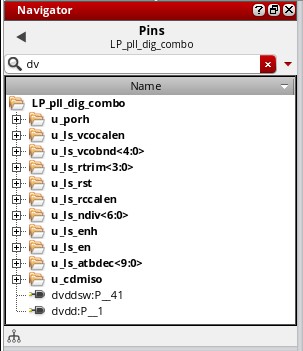 Navigator
Pins
LP_pll_dig_combo
dv
Name
LP_pll_dig_combo
u_porh
u_ls_vcocalen
u_ls_vcobnd<4:0>
u_ls_rtrim<3:0>
u_ls_rst
u_ls_rccalen
u_ls_ndiv<6:0>
u_ls_enh
u_ls_en
u_ls_atbdec<9:0>
u_cdmiso
dvddsw:P__41
dvdd:P__1